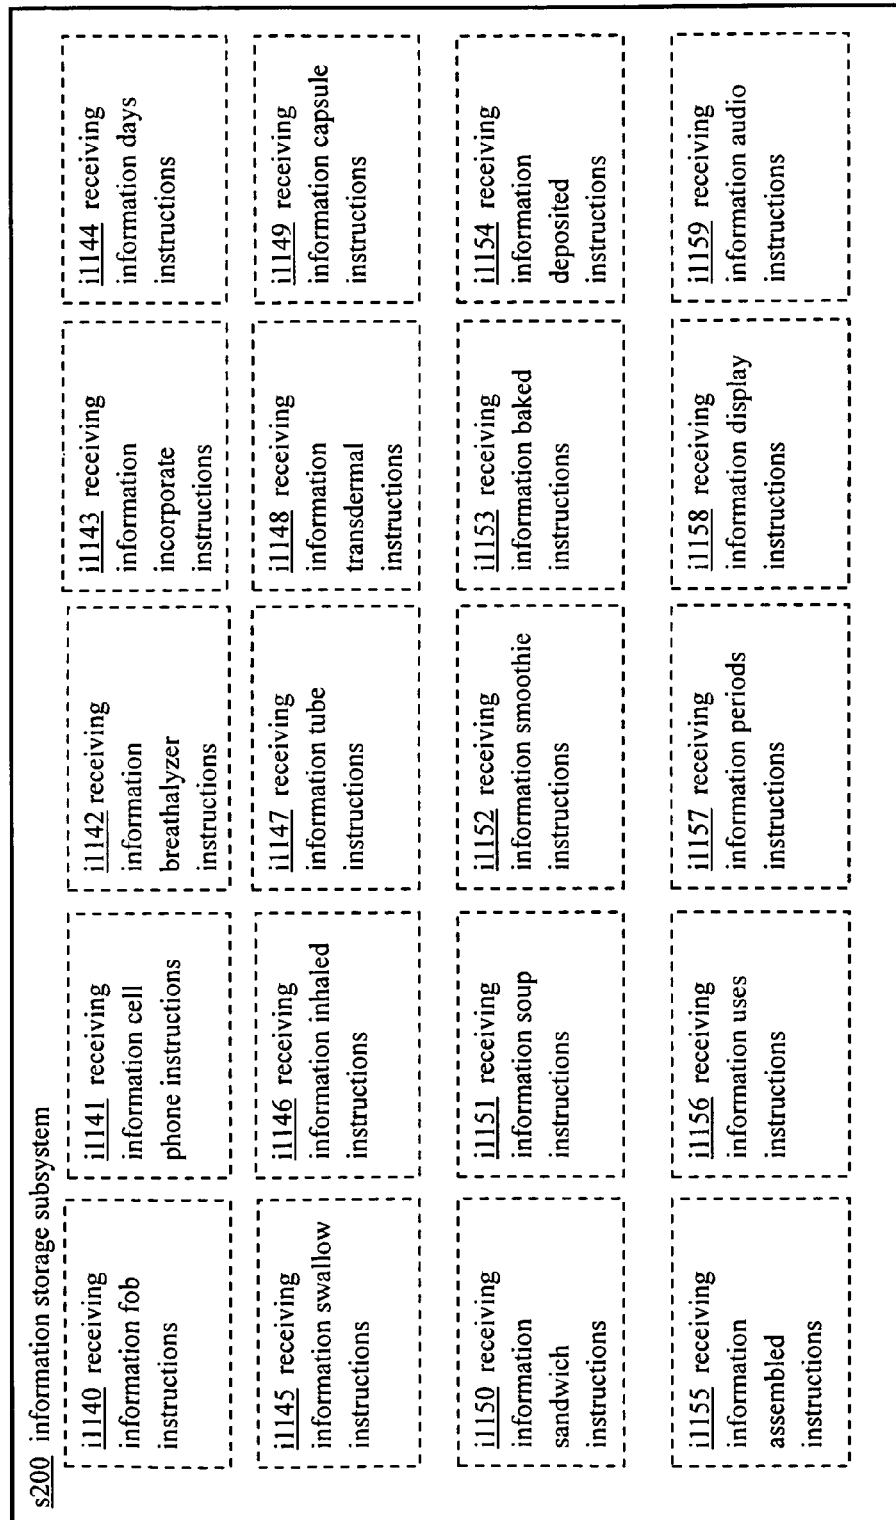 s200 information storage subsystem
i1140 receiving
information fob
instructions
i1141 receiving
information cell
phone instructions
i1142 receiving
information
breathalyzer
instructions
i1143 receiving
information
incorporate
instructions
i1144 receiving
information days
instructions
i1145 receiving
information swallow
instructions
i1146 receiving
information inhaled
instructions
i1147 receiving
information tube
instructions
i1148 receiving
information
transdermal
instructions
i1149 receiving
information capsule
instructions
i1150 receiving
information
sandwich
instructions
i1151 receiving
information soup
instructions
i1152 receiving
information smoothie
instructions
i1153 receiving
information baked
instructions
i1154 receiving
information
deposited
instructions
i1155 receiving
information
assembled
instructions
i1156 receiving
information uses
instructions
i1157 receiving
information periods
instructions
i1158 receiving
information display
instructions
i1159 receiving
information audio
instructions